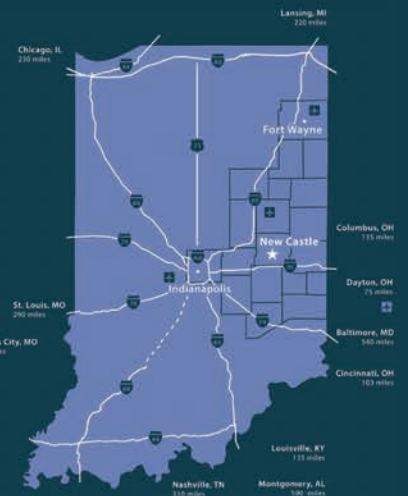 Lansing, MI
220 miles
Chicago, IL
230 miles
Fort Wayne
Columbus, OH
135 miles
New Castle
Dayton, OH
75 miles
Indianapolis
St. Louis, MO
290 miles
Baltimore, MD
540 miles
City, MO
Cincinnati, OH
103 miles
Louisville, KY
Nashville, TN
Montgomery, AL